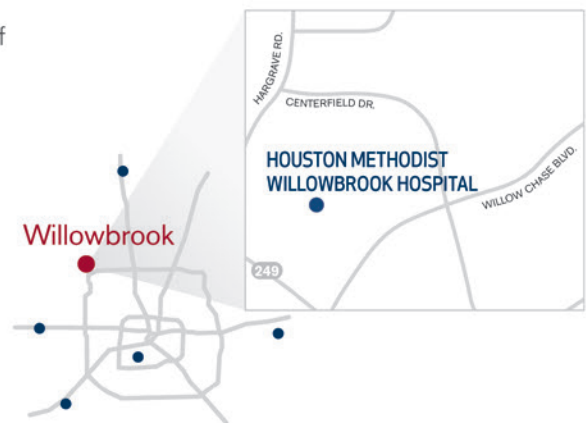 f
HARGRAVE RD.
CENTERFIELD DR.
HOUSTON METHODIST
WILLOWBROOK HOSPITAL
WILLOW CHASE BLVD.
Willowbrook
249